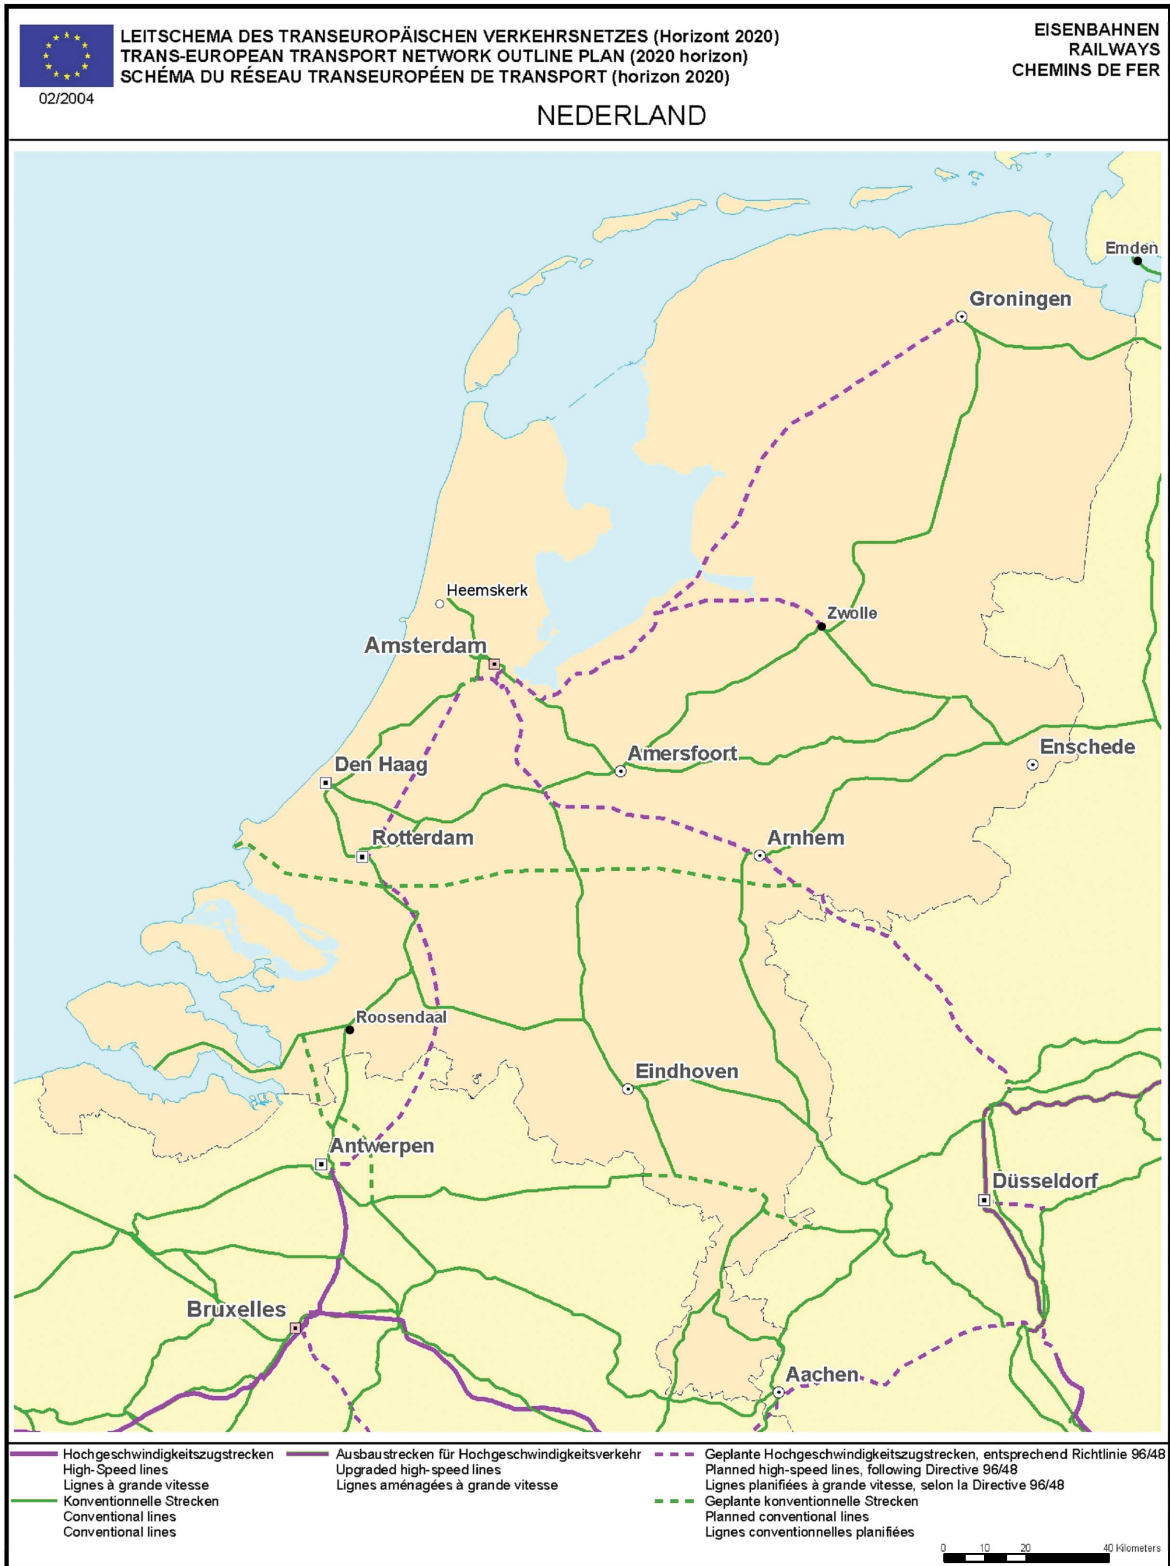 LEITSCHEMA DES TRANSEUROPÄISCHEN VERKEHRSNETZES (Horizont 2020)
TRANS-EUROPEAN TRANSPORT NETWORK OUTLINE PLAN (2020 horizon)
SCHÉMA DU RÉSEAU TRANSEUROPÉEN DE TRANSPORT (horizon 2020)
EISENBAHNEN
RAILWAYS
CHEMINS DE FER
02/2004
NEDERLAND
Emden
Groningen
Heemskerk
Zwolle
Amsterdam
Enschede
Amersfoort
Den Haag
Rotterdam
Arnhem
Roosendaal
Eindhoven
Antwerpen
Düsseldorf
Bruxelles
Aachen
Hochgeschwindigkeitszugstrecken
High-Speed lines
Lignes à grande vitesse
Konventionnelle Strecken
Conventional lines
Conventional lines
Ausbaustrecken für Hochgeschwindigkeitsverkehr
Upgraded high-speed lines
Lignes aménagées à grande vitesse
Geplante Hochgeschwindigkeitszugstrecken, entsprechend Richtlinie 96/48
Planned high-speed lines, following Directive 96/48
Lignes planifiées à grande vitesse, selon la Directive 96/48
Geplante konventionelle Strecken
Planned conventional lines
Lignes conventionnelles planifiées
0 10 20 40 Kilometers